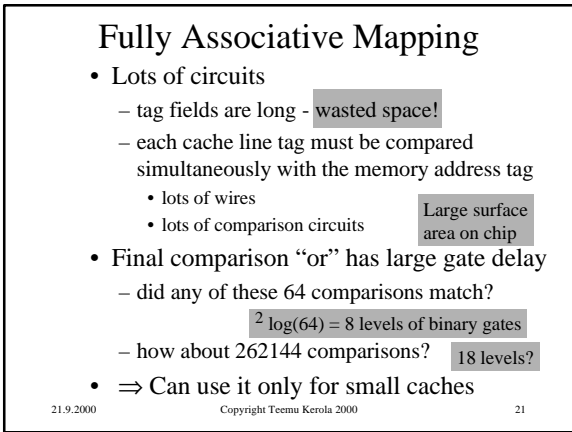 Fully Associative Mapping
• Lots of circuits
– tag fields are long - wasted space!
– each cache line tag must be compared
simultaneously with the memory address tag
• lots of wires
• lots of comparison circuits
Large surface
area on chip
• Final comparison “or” has large gate delay
– did any of these 64 comparisons match?
2 log(64) = 8 levels of binary gates
– how about 262144 comparisons? 18 levels?
• ⇒ Can use it only for small caches
21.9.2000 Copyright Teemu Kerola 2000 21